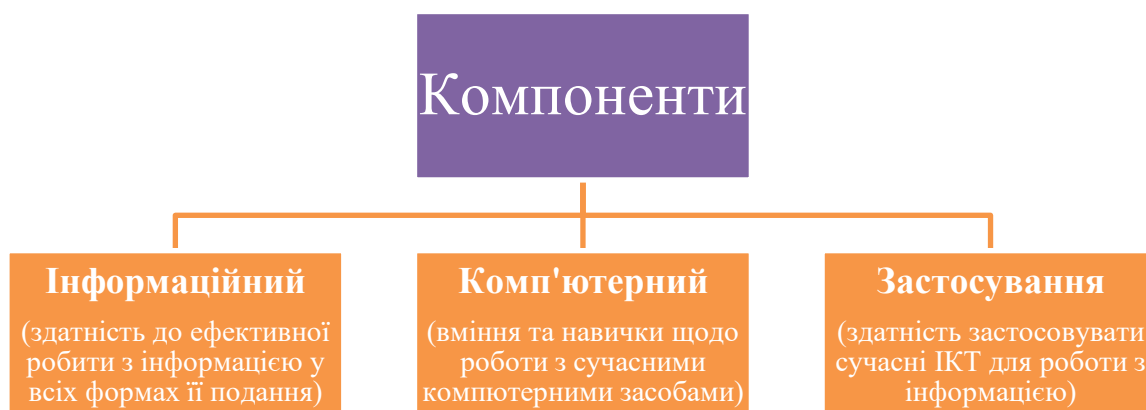 Компоненти
Інформаційний
(здатність до ефективної
робити з інформацією у
всіх формах її подання)
Комп'ютерний
(вміння та навички щодо
роботи з сучасними
компютерними засобами)
Застосування
(здатність застосовувати
сучасні ІКТ для роботи з
інформацією)